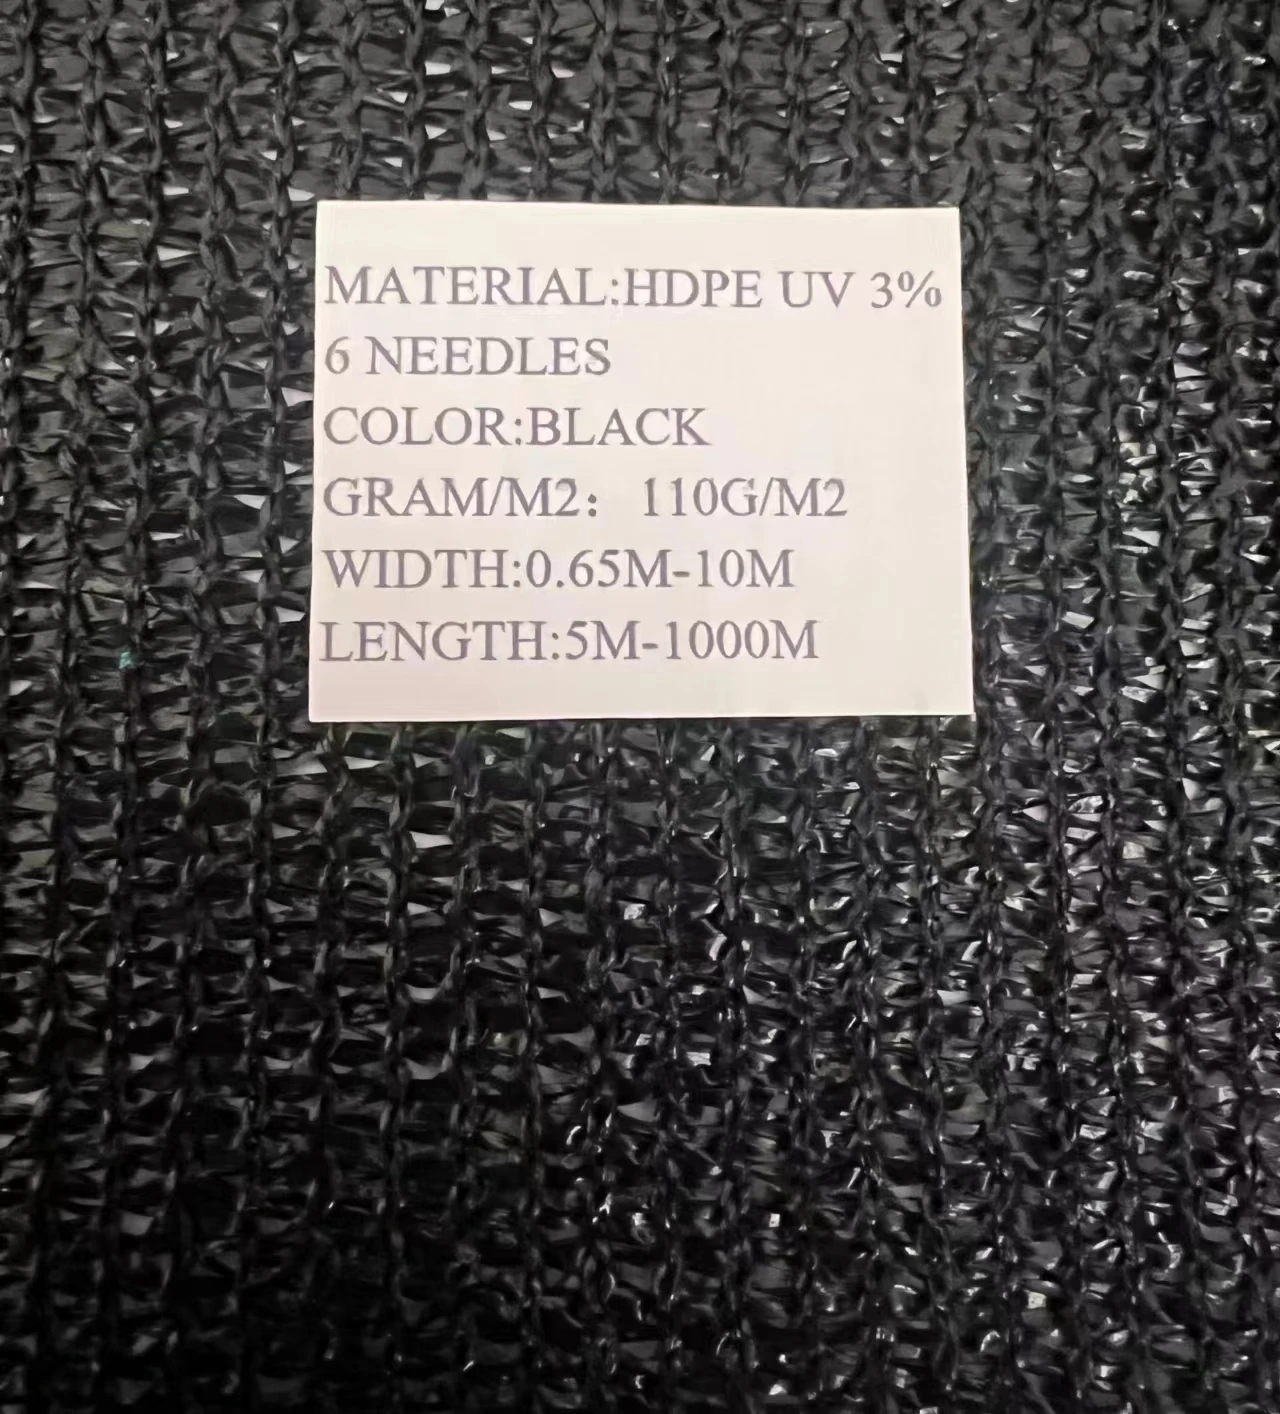 MATERIAL:HDPE UV 3%
6 NEEDLES
COLOR:BLACK
GRAM/M2： 110G/M2
WIDTH:0.65M-10M
LENGTH:5M-1000M